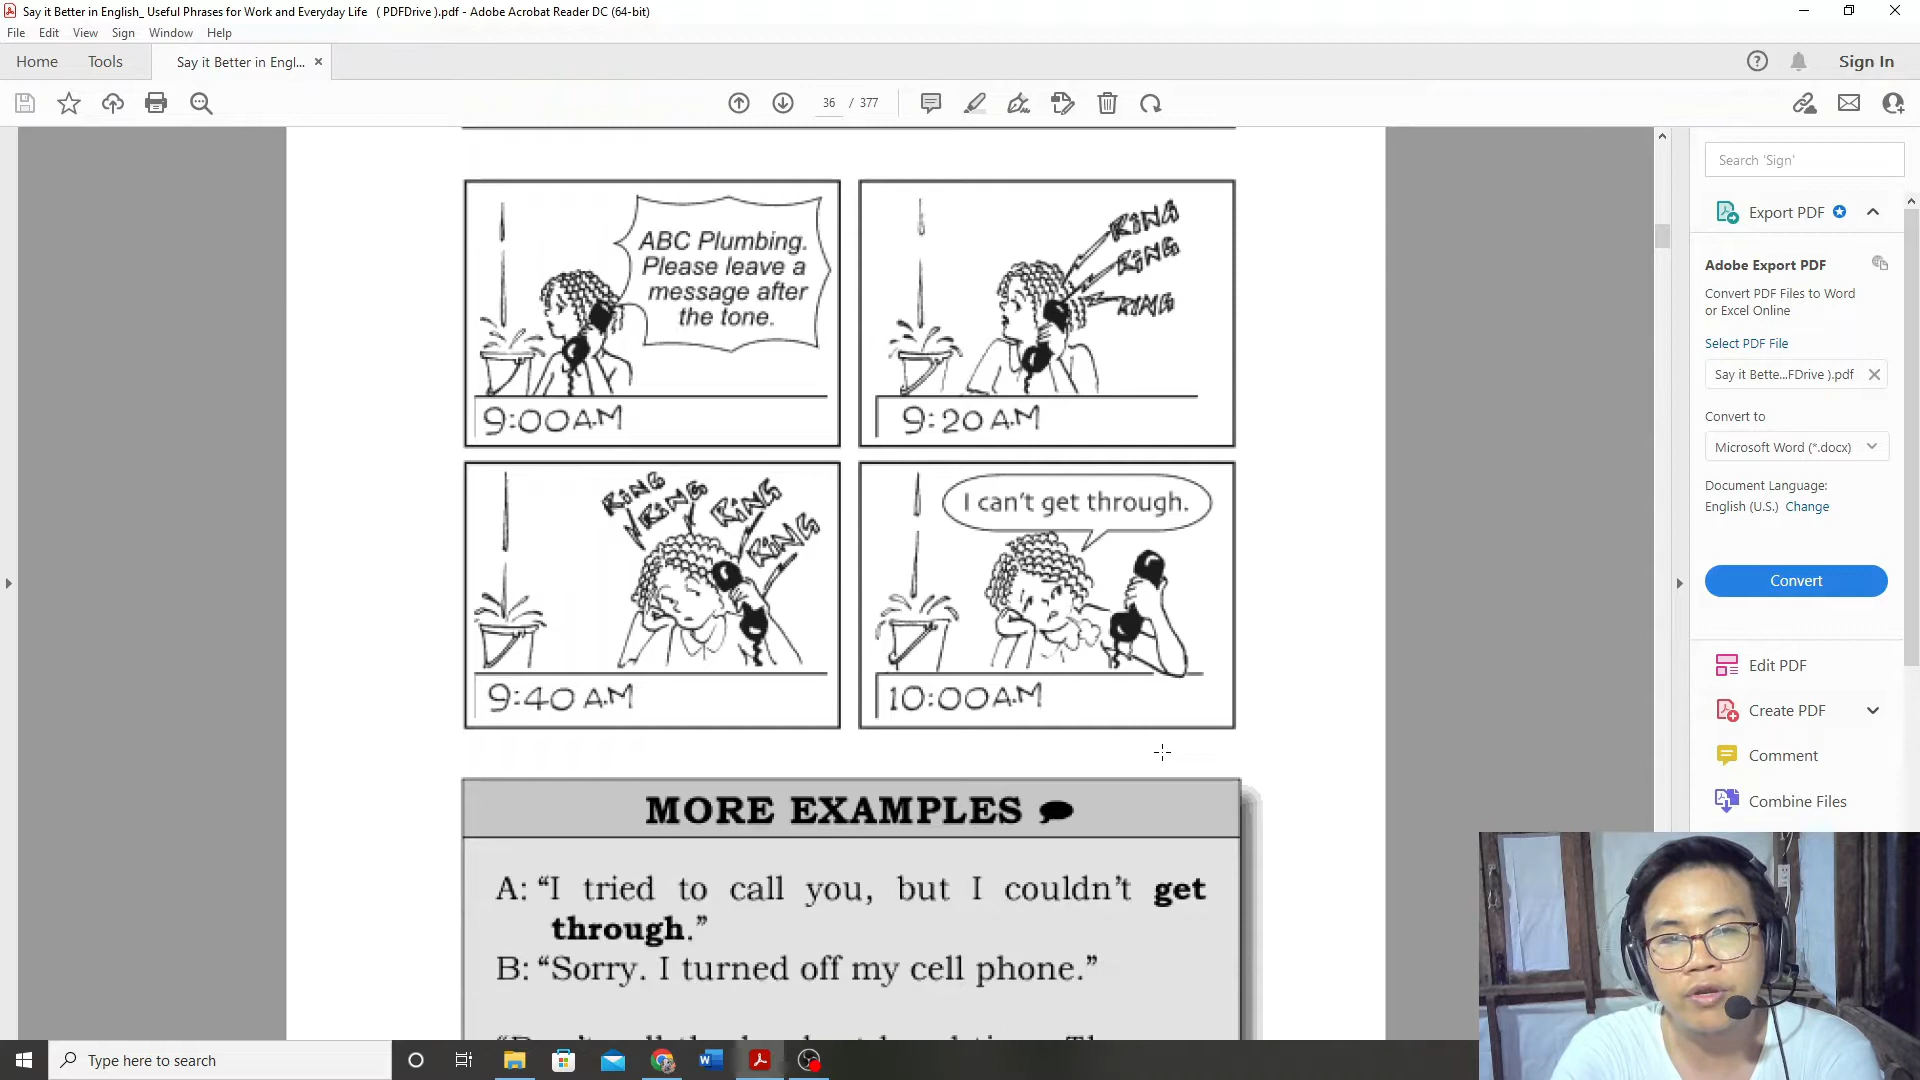 Say it Better in English_ Useful Phrases for Work and Everyday Life ( PDFDrive ).pdf - Adobe Acrobat Reader DC (64-bit)
File Edit View Sign Window Help
Home Tools Say it Better in Engl... × Sign In
36 / 377
ABC Plumbing.
Please leave a
message after
the tone.
9:00 A.M
RING
RING
RING
9:20 A.M
RING
RING
RING
RING
9:40 A.M
I can't get through.
10:00 A.M
MORE EXAMPLES
A: “I tried to call you, but I couldn’t get
through.”
B: “Sorry. I turned off my cell phone.”
Search 'Sign'
Export PDF
Adobe Export PDF
Convert PDF Files to Word
or Excel Online
Select PDF File
Say it Bette...FDrive ).pdf
Convert to
Microsoft Word (*.docx)
Document Language:
English (U.S.) Change
Convert
Edit PDF
Create PDF
Comment
Combine Files
Type here to search